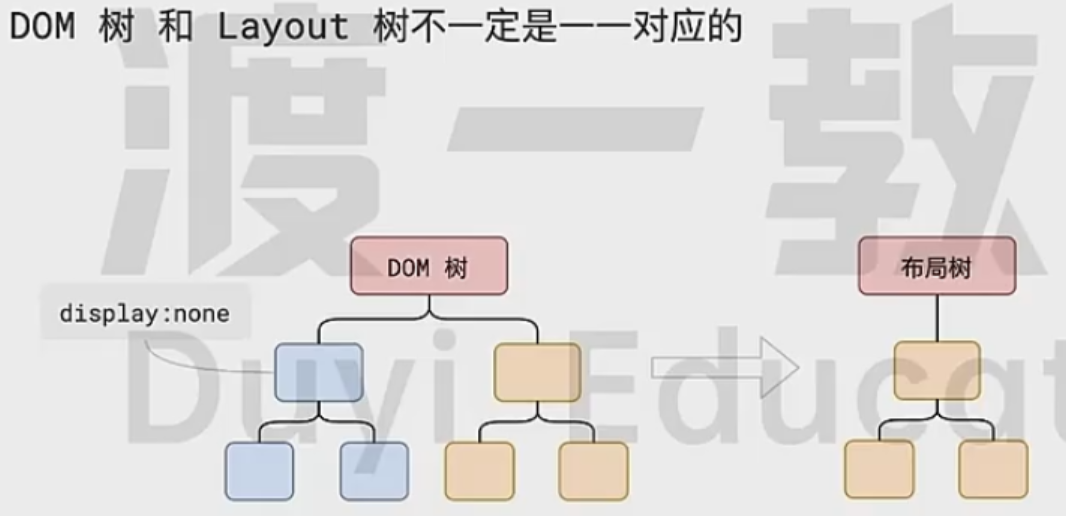 DOM 树 和 Layout 树不一定是一一对应的
渡一教
DOM 树
布局树
display:none
Duyi Educat